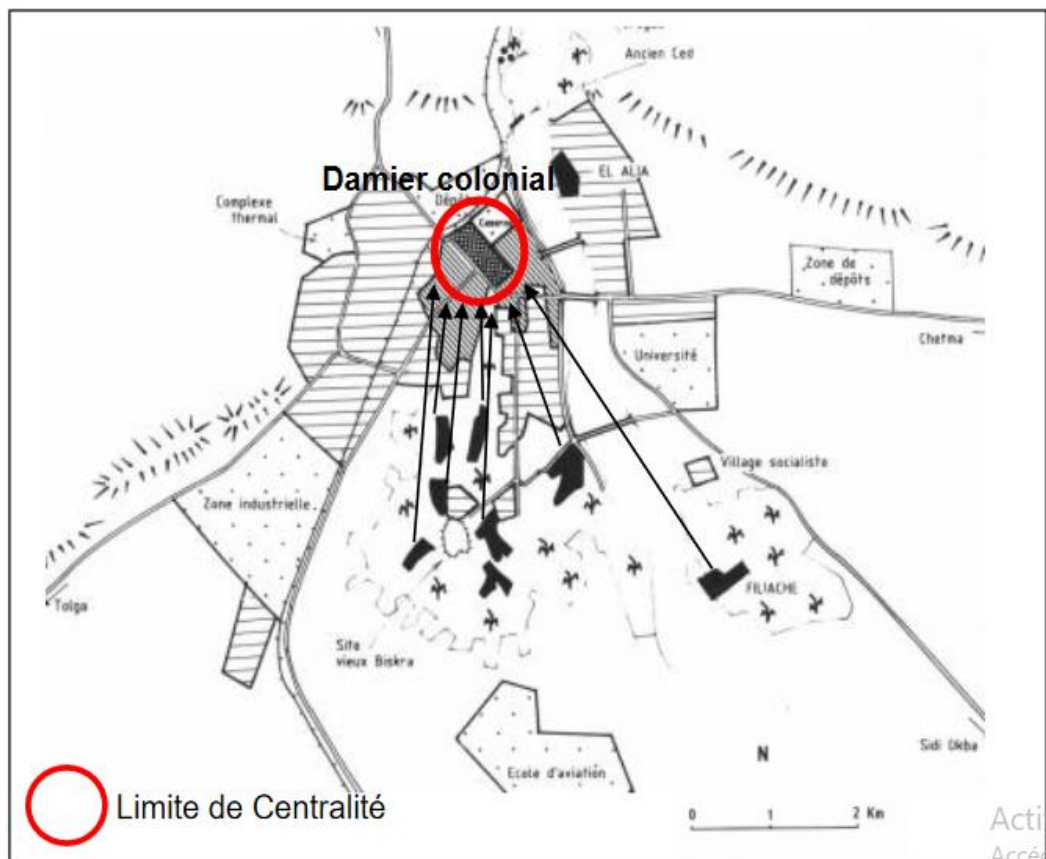 Ancien Ced
Damier colonial
EL ALIA
Complexe
thermal
Zone de
dépôts
Chetma
Université
Village socialiste
Zone industrielle
FILIACHE
Tolga
Site
vieux Biskra
Sidi Okba
Ecole d'aviation
N
Limite de Centralité
0 1 2 Km